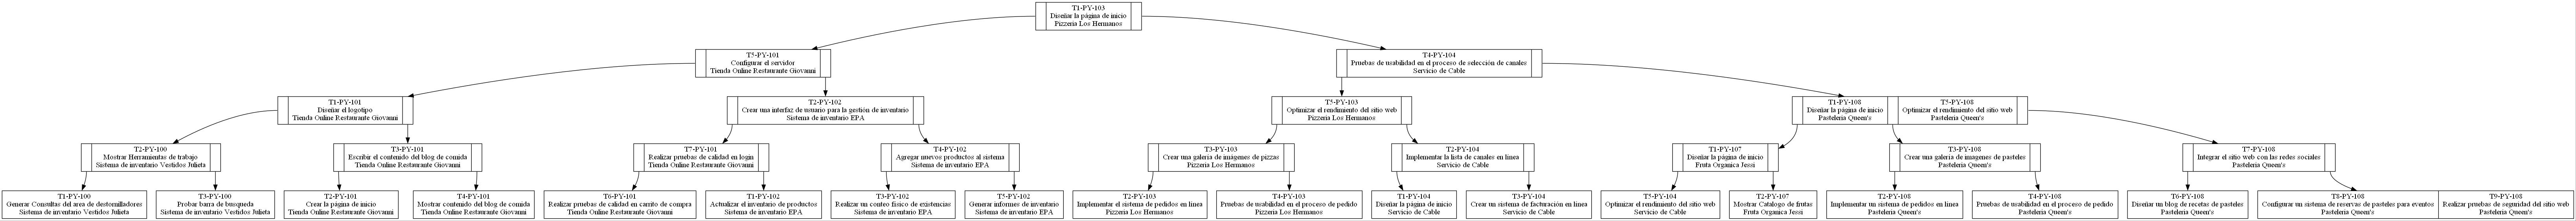 T1-PY-103
Diseñar la página de inicio
Pizzeria Los Hermanos
T5-PY-101
Configurar el servidor
Tienda Online Restaurante Giovanni
T4-PY-104
Pruebas de usabilidad en el proceso de selección de canales
Servicio de Cable
T1-PY-101
Diseñar el logotipo
Tienda Online Restaurante Giovanni
T2-PY-102
Crear una interfaz de usuario para la gestión de inventario
Sistema de inventario EPA
T5-PY-103
Optimizar el rendimiento del sitio web
Pizzeria Los Hermanos
T1-PY-108
Diseñar la página de inicio
Pasteleria Queen's
T5-PY-108
Optimizar el rendimiento del sitio web
Pasteleria Queen's
T2-PY-100
Mostrar Herramientas de trabajo
Sistema de inventario Vestidos Julieta
T3-PY-101
Escribir el contenido del blog de comida
Tienda Online Restaurante Giovanni
T7-PY-101
Realizar pruebas de calidad en login
Tienda Online Restaurante Giovanni
T4-PY-102
Agregar nuevos productos al sistema
Sistema de inventario EPA
T3-PY-103
Crear una galería de imágenes de pizzas
Pizzeria Los Hermanos
T2-PY-104
Implementar la lista de canales en línea
Servicio de Cable
T1-PY-107
Diseñar la página de inicio
Fruta Organica Jessi
T3-PY-108
Crear una galería de imagenes de pasteles
Pasteleria Queen's
T7-PY-108
Integrar el sitio web con las redes sociales
Pasteleria Queen's
T1-PY-100
Generar Consultas del area de destornilladores
Sistema de inventario Vestidos Julieta
T3-PY-100
Probar barra de busqueda
Sistema de inventario Vestidos Julieta
T2-PY-101
Crear la página de inicio
Tienda Online Restaurante Giovanni
T4-PY-101
Mostrar contenido del blog de comida
Tienda Online Restaurante Giovanni
T6-PY-101
Realizar pruebas de calidad en carrito de compra
Tienda Online Restaurante Giovanni
T1-PY-102
Actualizar el inventario de productos
Sistema de inventario EPA
T3-PY-102
Realizar un conteo físico de existencias
Sistema de inventario EPA
T5-PY-102
Generar informes de inventario
Sistema de inventario EPA
T2-PY-103
Implementar el sistema de pedidos en línea
Pizzeria Los Hermanos
T4-PY-103
Pruebas de usabilidad en el proceso de pedido
Pizzeria Los Hermanos
T1-PY-104
Diseñar la página de inicio
Servicio de Cable
T3-PY-104
Crear un sistema de facturación en línea
Servicio de Cable
T5-PY-104
Optimizar el rendimiento del sitio web
Servicio de Cable
T2-PY-107
Mostrar Catalogo de frutas
Fruta Organica Jessi
T2-PY-108
Implementar un sistema de pedidos en línea
Pasteleria Queen's
T4-PY-108
Pruebas de usabilidad en el proceso de pedido
Pasteleria Queen's
T6-PY-108
Diseñar un blog de recetas de pasteles
Pasteleria Queen's
T8-PY-108
Configurar un sistema de reservas de pasteles para eventos
Pasteleria Queen's
T9-PY-108
Realizar pruebas de seguridad del sitio web
Pasteleria Queen's